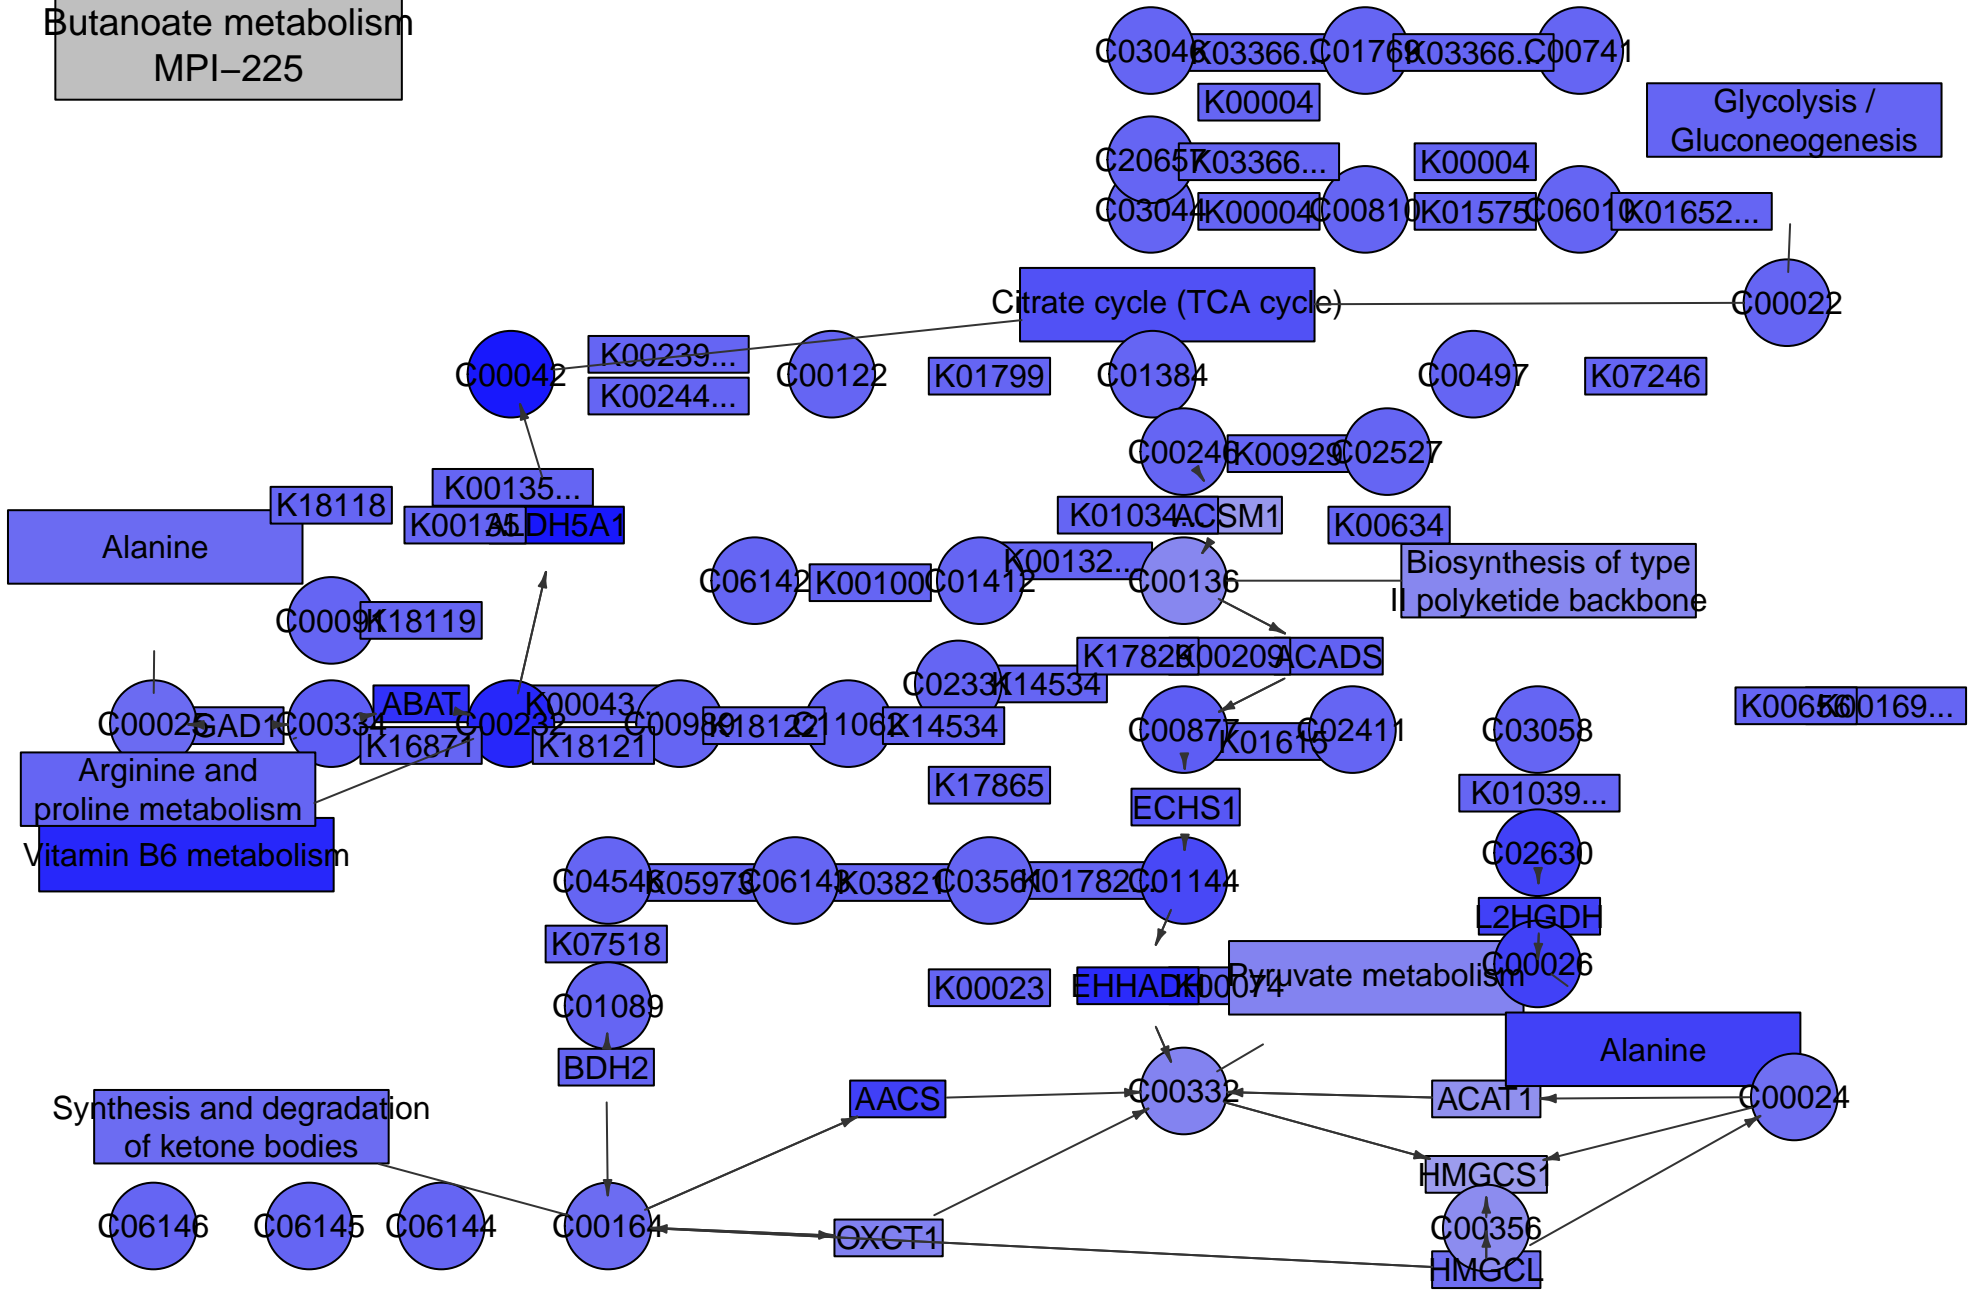 Butanoate metabolism
MPI−225
C03046 K03366... C01769 K03366... C00741
K00004
Glycolysis /
Gluconeogenesis
C20657 K03366... K00004
C03044 K00004 C00810 K01575 C06010 K01652...
Citrate cycle (TCA cycle)
C00022
C00042 K00239... C00122 K01799 C01384 C00497 K07246
K00244...
C00246 K00929 C02527
K18118 K00135...
K00135 ALDH5A1 K01034... ACSM1 K00634
Alanine
C06142 K00100 C01412 K00132... C00136
Biosynthesis of type
II polyketide backbone
C00091 K18119
C02331 K14534 K17829 K00209 ACADS
C00025 GAD1 C00334 ABAT C00232 K00043... C00989 K18122 C11062 K14534
K16871 K18121
C00877 K01615 C02411 C03058 K00656 K00169...
Arginine and
proline metabolism
K17865 ECHS1 K01039...
Vitamin B6 metabolism
C02630
C04546 K05973 C06143 K03821 C03561 K01782... C01144
L2HGDH
K07518
C00026
Pyruvate metabolism
K00023 EHHADH K00074
C01089
Alanine
BDH2
AACS C00332 ACAT1 C00024
Synthesis and degradation
of ketone bodies
HMGCS1
C06146 C06145 C06144 C00164 OXCT1 C00356
HMGCL